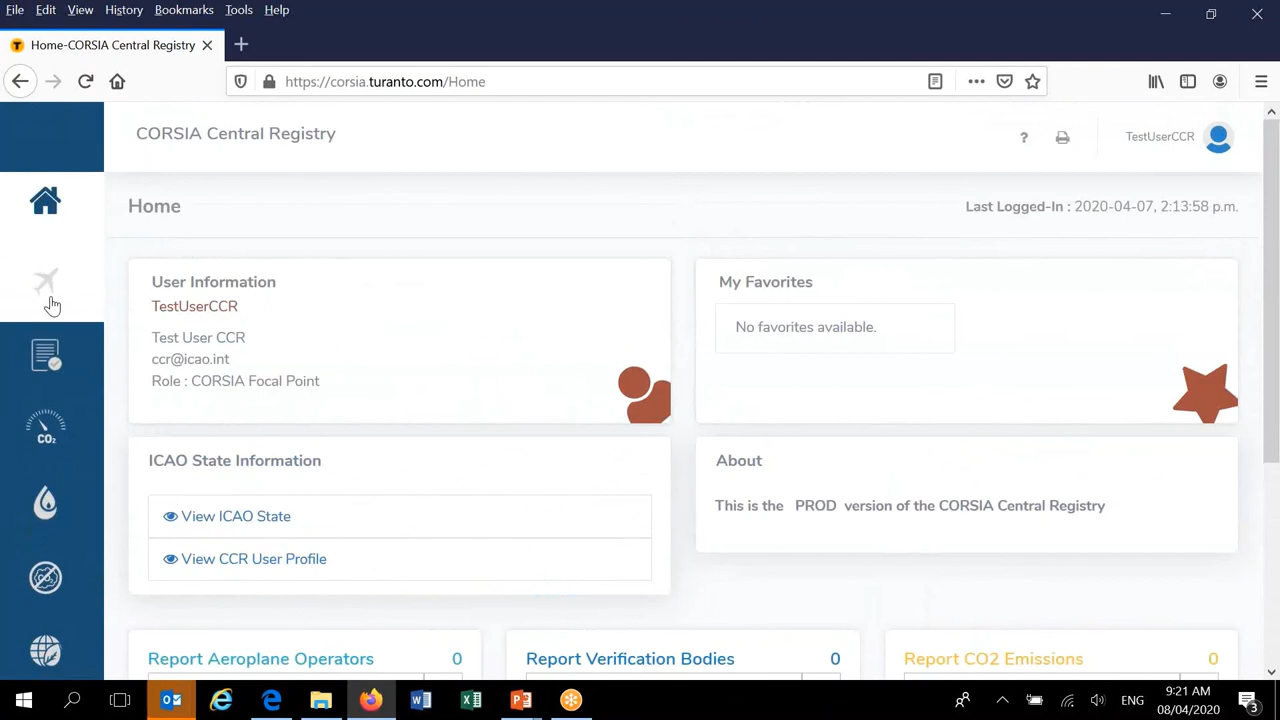 File Edit View History Bookmarks Tools Help
Home-CORSIA Central Registry
https://corsia.turanto.com/Home
CORSIA Central Registry
?
TestUserCCR
Home
Last Logged-In : 2020-04-07, 2:13:58 p.m.
User Information
TestUserCCR
Test User CCR
ccr@icao.int
Role : CORSIA Focal Point
My Favorites
No favorites available.
CO₂
ICAO State Information
View ICAO State
View CCR User Profile
About
This is the PROD version of the CORSIA Central Registry
Report Aeroplane Operators 0
Report Verification Bodies 0
Report CO2 Emissions 0
ENG
9:21 AM
08/04/2020
3